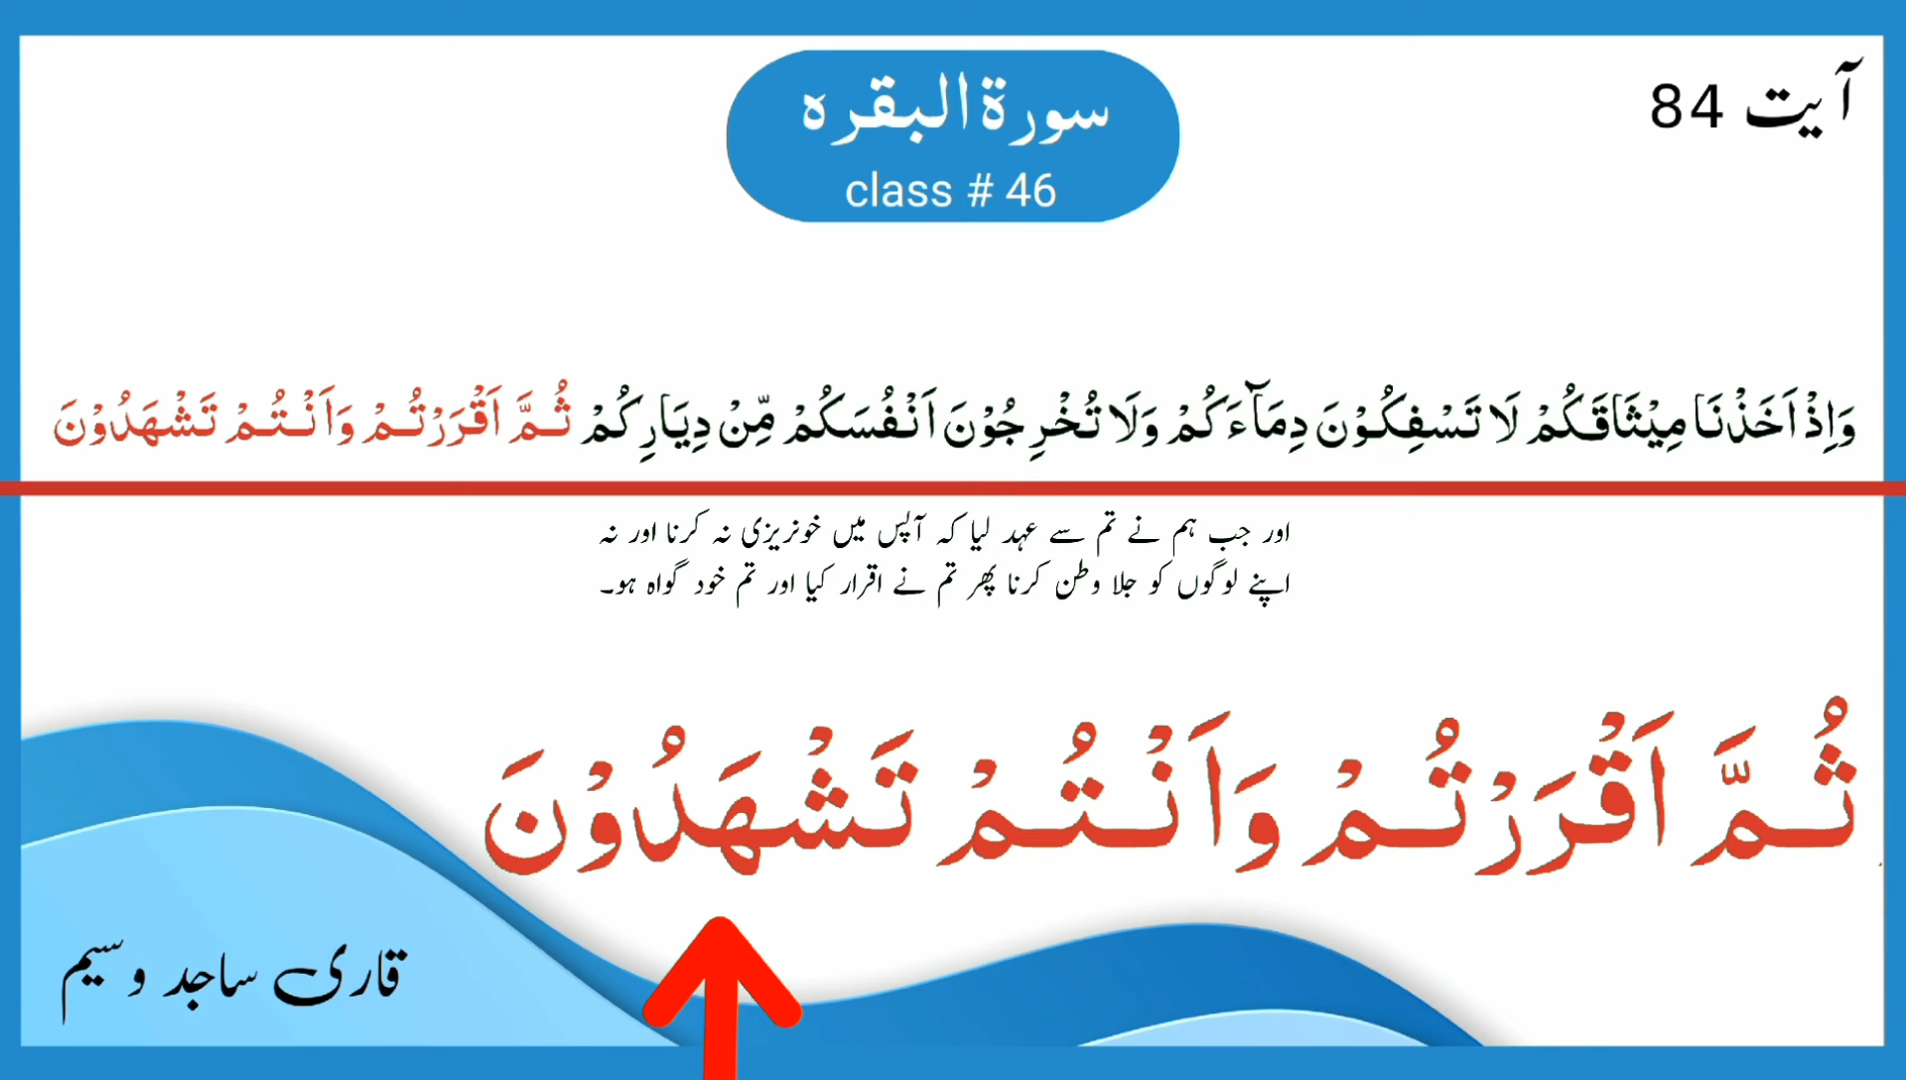 آیت 84
سورۃ البقرہ
class # 46
وَاِذْ اَخَذْنَا مِيْثَاقَكُمْ لَا تَسْفِكُوْنَ دِمَآءَكُمْ وَلَا تُخْرِجُوْنَ اَنْفُسَكُمْ مِّنْ دِيَارِكُمْ ثُمَّ اَقْرَرْتُمْ وَاَنْتُمْ تَشْهَدُوْنَ
اور جب ہم نے تم سے عہد لیا کہ آپس میں خونریزی نہ کرنا اور نہ
اپنے لوگوں کو جلا وطن کرنا پھر تم نے اقرار کیا اور تم خود گواہ ہو۔
ثُمَّ اَقْرَرْتُمْ وَاَنْتُمْ تَشْهَدُوْنَ
قاری ساجد وسیم